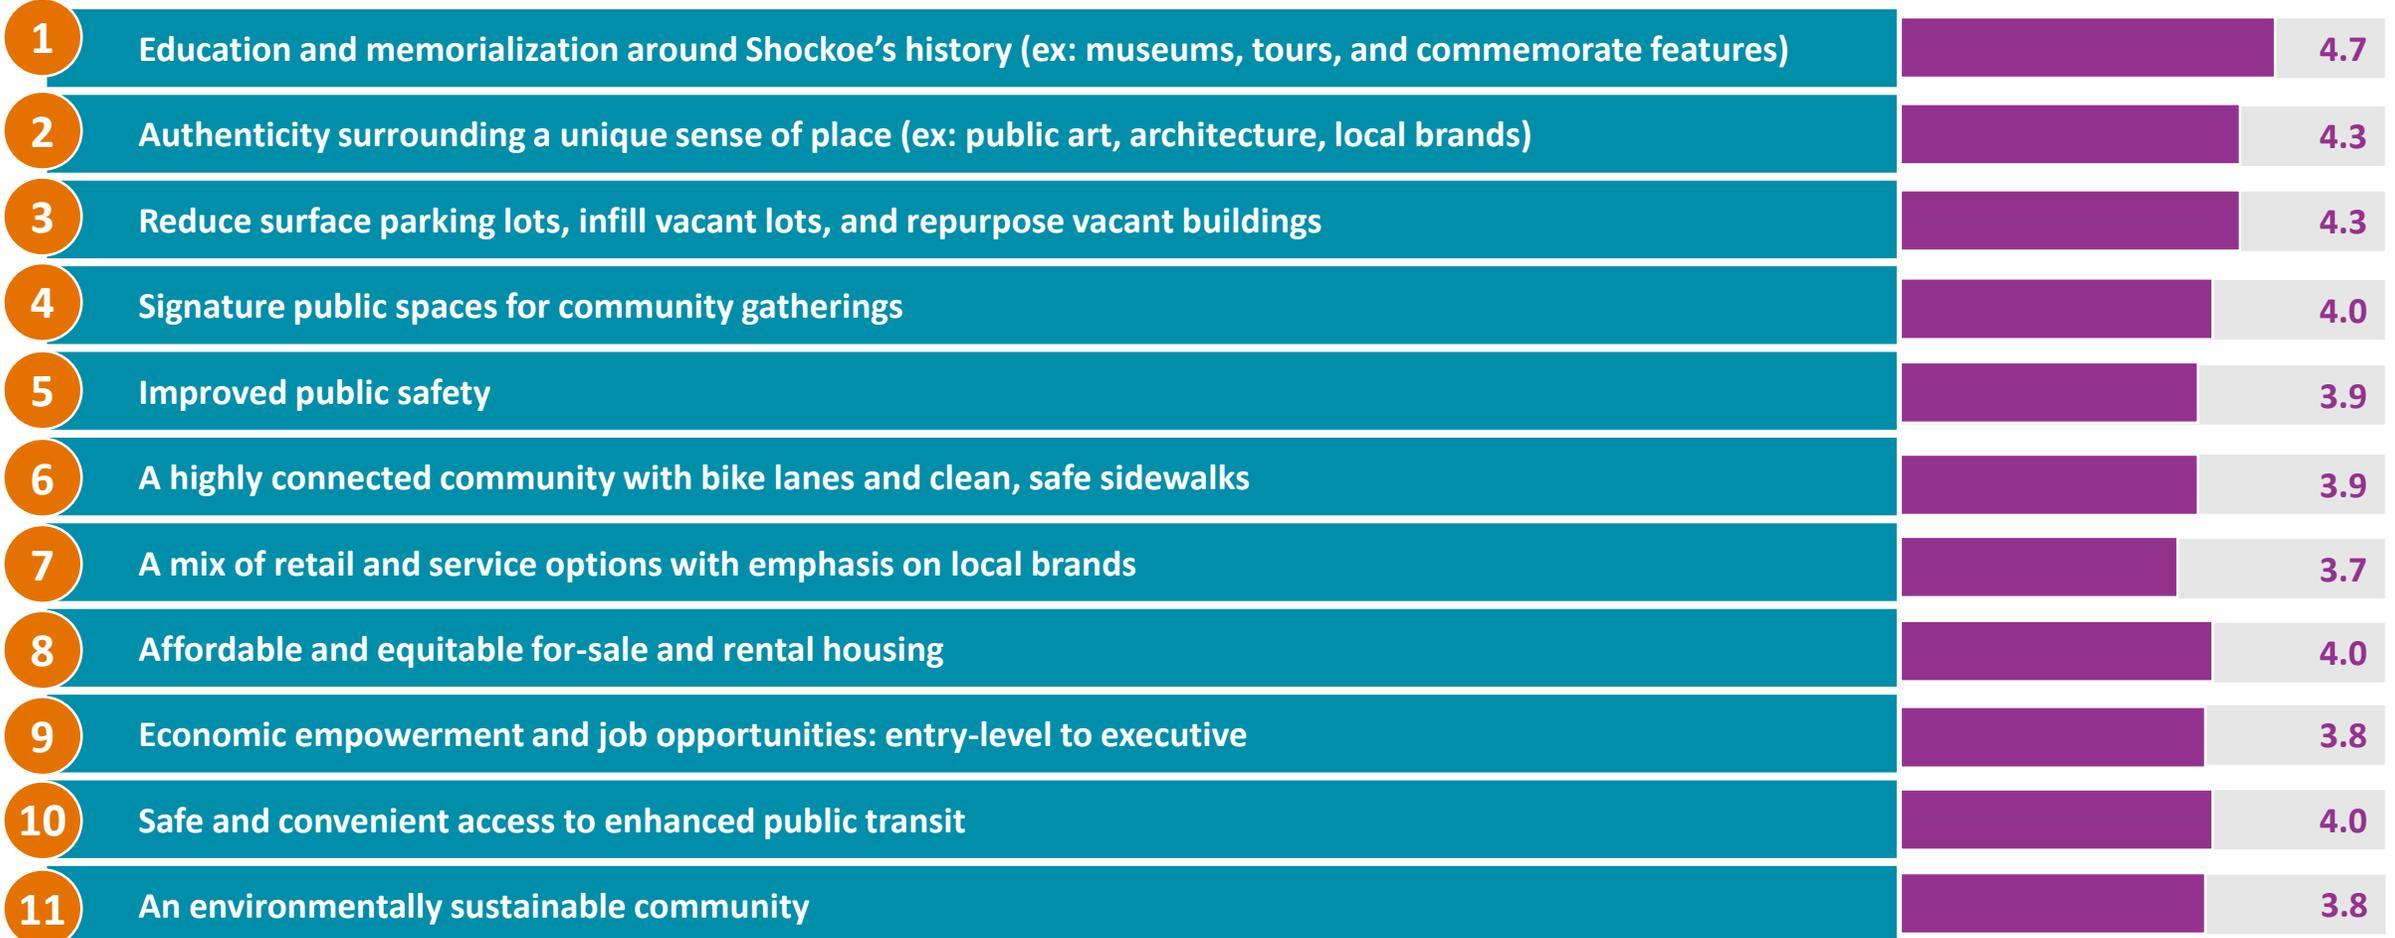 1 Education and memorialization around Shockoe’s history (ex: museums, tours, and commemorate features) 4.7
2 Authenticity surrounding a unique sense of place (ex: public art, architecture, local brands) 4.3
3 Reduce surface parking lots, infill vacant lots, and repurpose vacant buildings 4.3
4 Signature public spaces for community gatherings 4.0
5 Improved public safety 3.9
6 A highly connected community with bike lanes and clean, safe sidewalks 3.9
7 A mix of retail and service options with emphasis on local brands 3.7
8 Affordable and equitable for-sale and rental housing 4.0
9 Economic empowerment and job opportunities: entry-level to executive 3.8
10 Safe and convenient access to enhanced public transit 4.0
11 An environmentally sustainable community 3.8